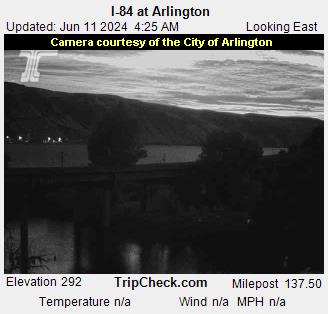 I-84 at Arlington
Updated: Jun 11 2024 4:25 AM Looking East
Camera courtesy of the City of Arlington
Elevation 292 TripCheck.com Milepost 137.50
Temperature n/a Wind n/a MPH n/a